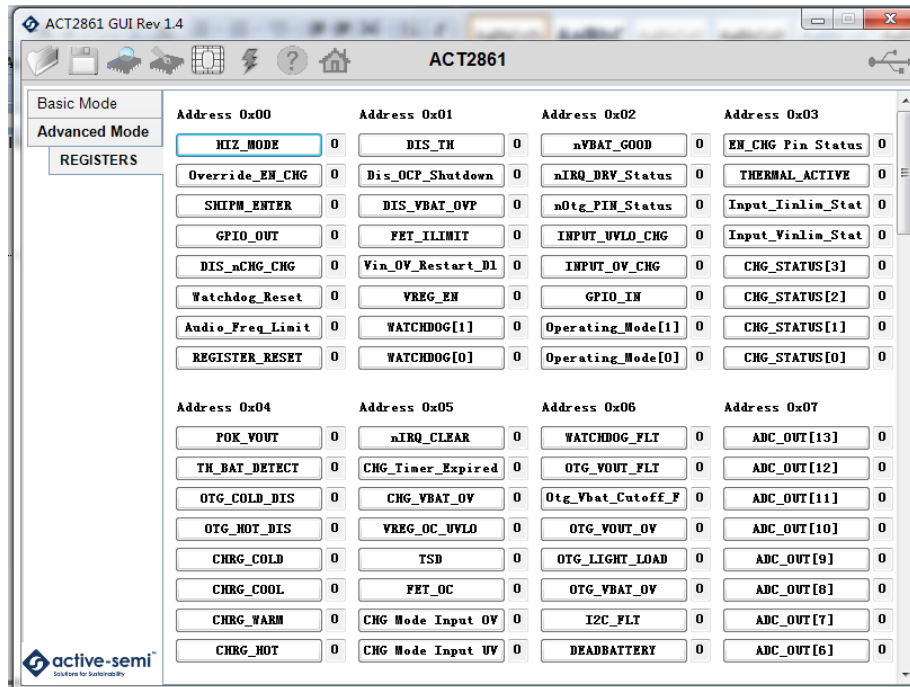 ACT2861 GUI Rev 1.4
ACT2861
Basic Mode
Advanced Mode
REGISTERS
Address 0x00 Address 0x01 Address 0x02 Address 0x03
HIZ_MODE 0 DIS_TH 0 nVBAT_GOOD 0 EN_CHG Pin Status 0
Override_EN_CHG 0 Dis_OCP_Shutdown 0 nIRQ_DRV_Status 0 THERMAL_ACTIVE 0
SHIPM_ENTER 0 DIS_VBAT_OVP 0 nOtg_PIN_Status 0 Input_Iinlim_Stat 0
GPIO_OUT 0 FET_ILIMIT 0 INPUT_UVLO_CHG 0 Input_Vinlim_Stat 0
DIS_nCHG_CHG 0 Vin_OV_Restart_Dl 0 INPUT_OV_CHG 0 CHG_STATUS[3] 0
Watchdog_Reset 0 VREG_EN 0 GPIO_IN 0 CHG_STATUS[2] 0
Audio_Freq_Limit 0 WATCHDOG[1] 0 Operating_Mode[1] 0 CHG_STATUS[1] 0
REGISTER_RESET 0 WATCHDOG[0] 0 Operating_Mode[0] 0 CHG_STATUS[0] 0
Address 0x04 Address 0x05 Address 0x06 Address 0x07
POK_VOUT 0 nIRQ_CLEAR 0 WATCHDOG_FLT 0 ADC_OUT[13] 0
TH_BAT_DETECT 0 CHG_Timer_Expired 0 OTG_VOUT_FLT 0 ADC_OUT[12] 0
OTG_COLD_DIS 0 CHG_VBAT_OV 0 Otg_Vbat_Cutoff_F 0 ADC_OUT[11] 0
OTG_HOT_DIS 0 VREG_OC_UVLO 0 OTG_VOUT_OV 0 ADC_OUT[10] 0
CHRG_COLD 0 TSD 0 OTG_LIGHT_LOAD 0 ADC_OUT[9] 0
CHRG_COOL 0 FET_OC 0 OTG_VBAT_OV 0 ADC_OUT[8] 0
CHRG_WARM 0 CHG Mode Input OV 0 I2C_FLT 0 ADC_OUT[7] 0
CHRG_HOT 0 CHG Mode Input UV 0 DEADBATTERY 0 ADC_OUT[6] 0
active-semi
Solutions for Sustainability